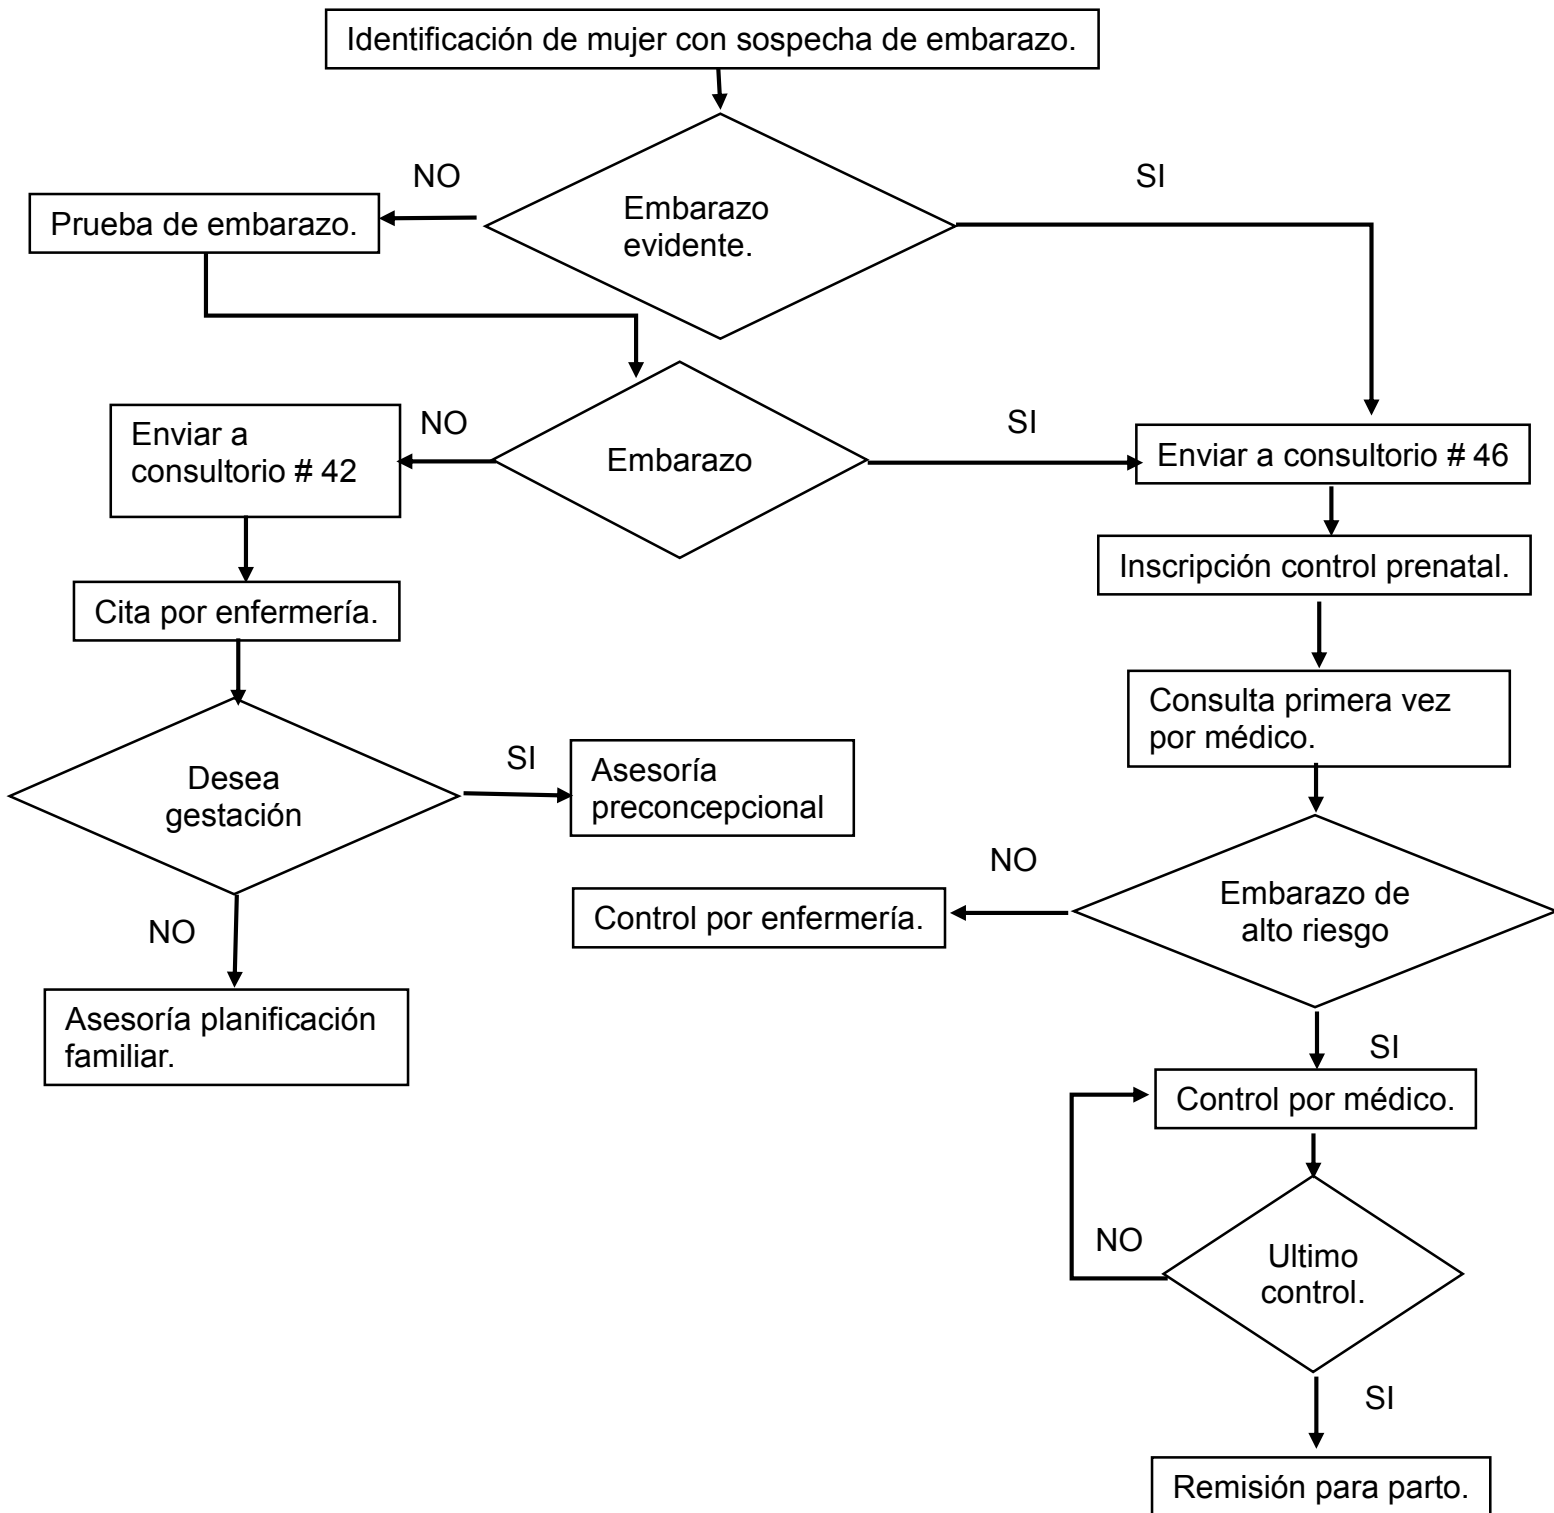 Identificación de mujer con sospecha de embarazo.
NO
SI
Prueba de embarazo.
Embarazo
evidente.
Enviar a
consultorio # 42
NO
Embarazo
SI
Enviar a consultorio # 46
Inscripción control prenatal.
Cita por enfermería.
Consulta primera vez
por médico.
Desea
gestación
SI
Asesoría
preconcepcional
NO
Control por enfermería.
Embarazo de
alto riesgo
NO
Asesoría planificación
familiar.
SI
Control por médico.
NO
Ultimo
control.
SI
Remisión para parto.